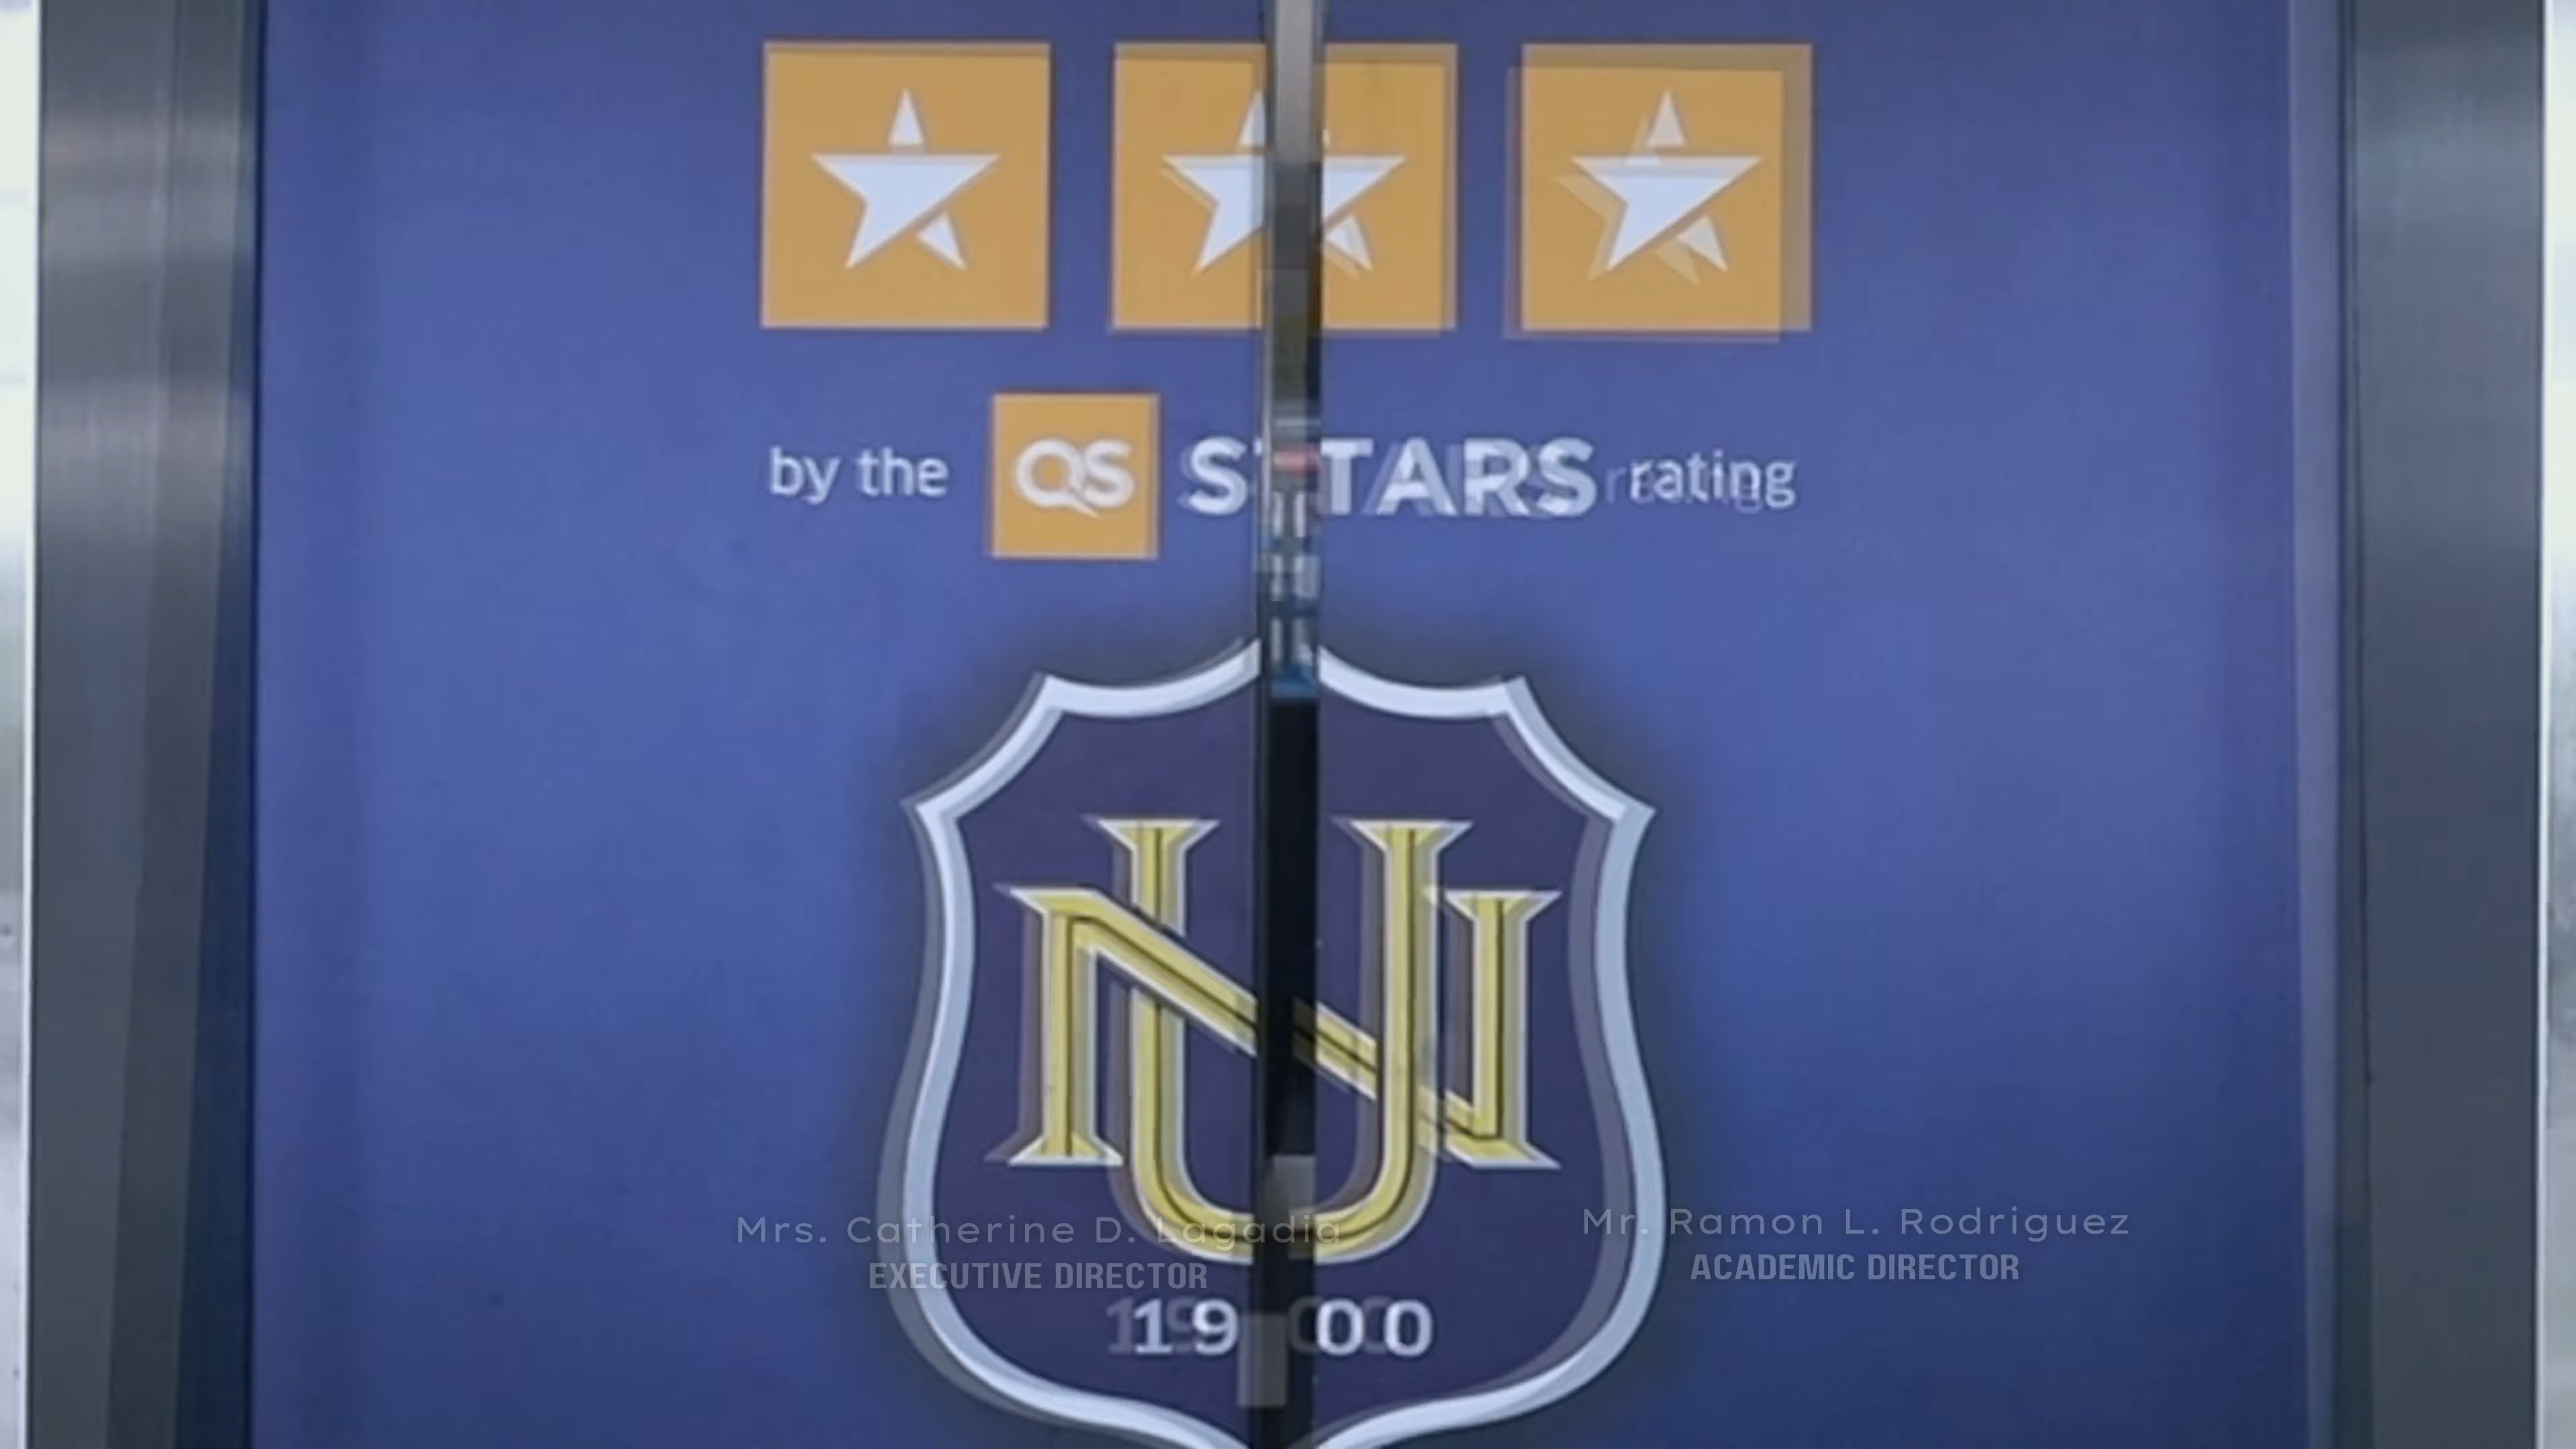 by the QS STARS rating
NU
Mrs. Catherine D. Lagadia
EXECUTIVE DIRECTOR
Mr. Ramon L. Rodriguez
ACADEMIC DIRECTOR
1900